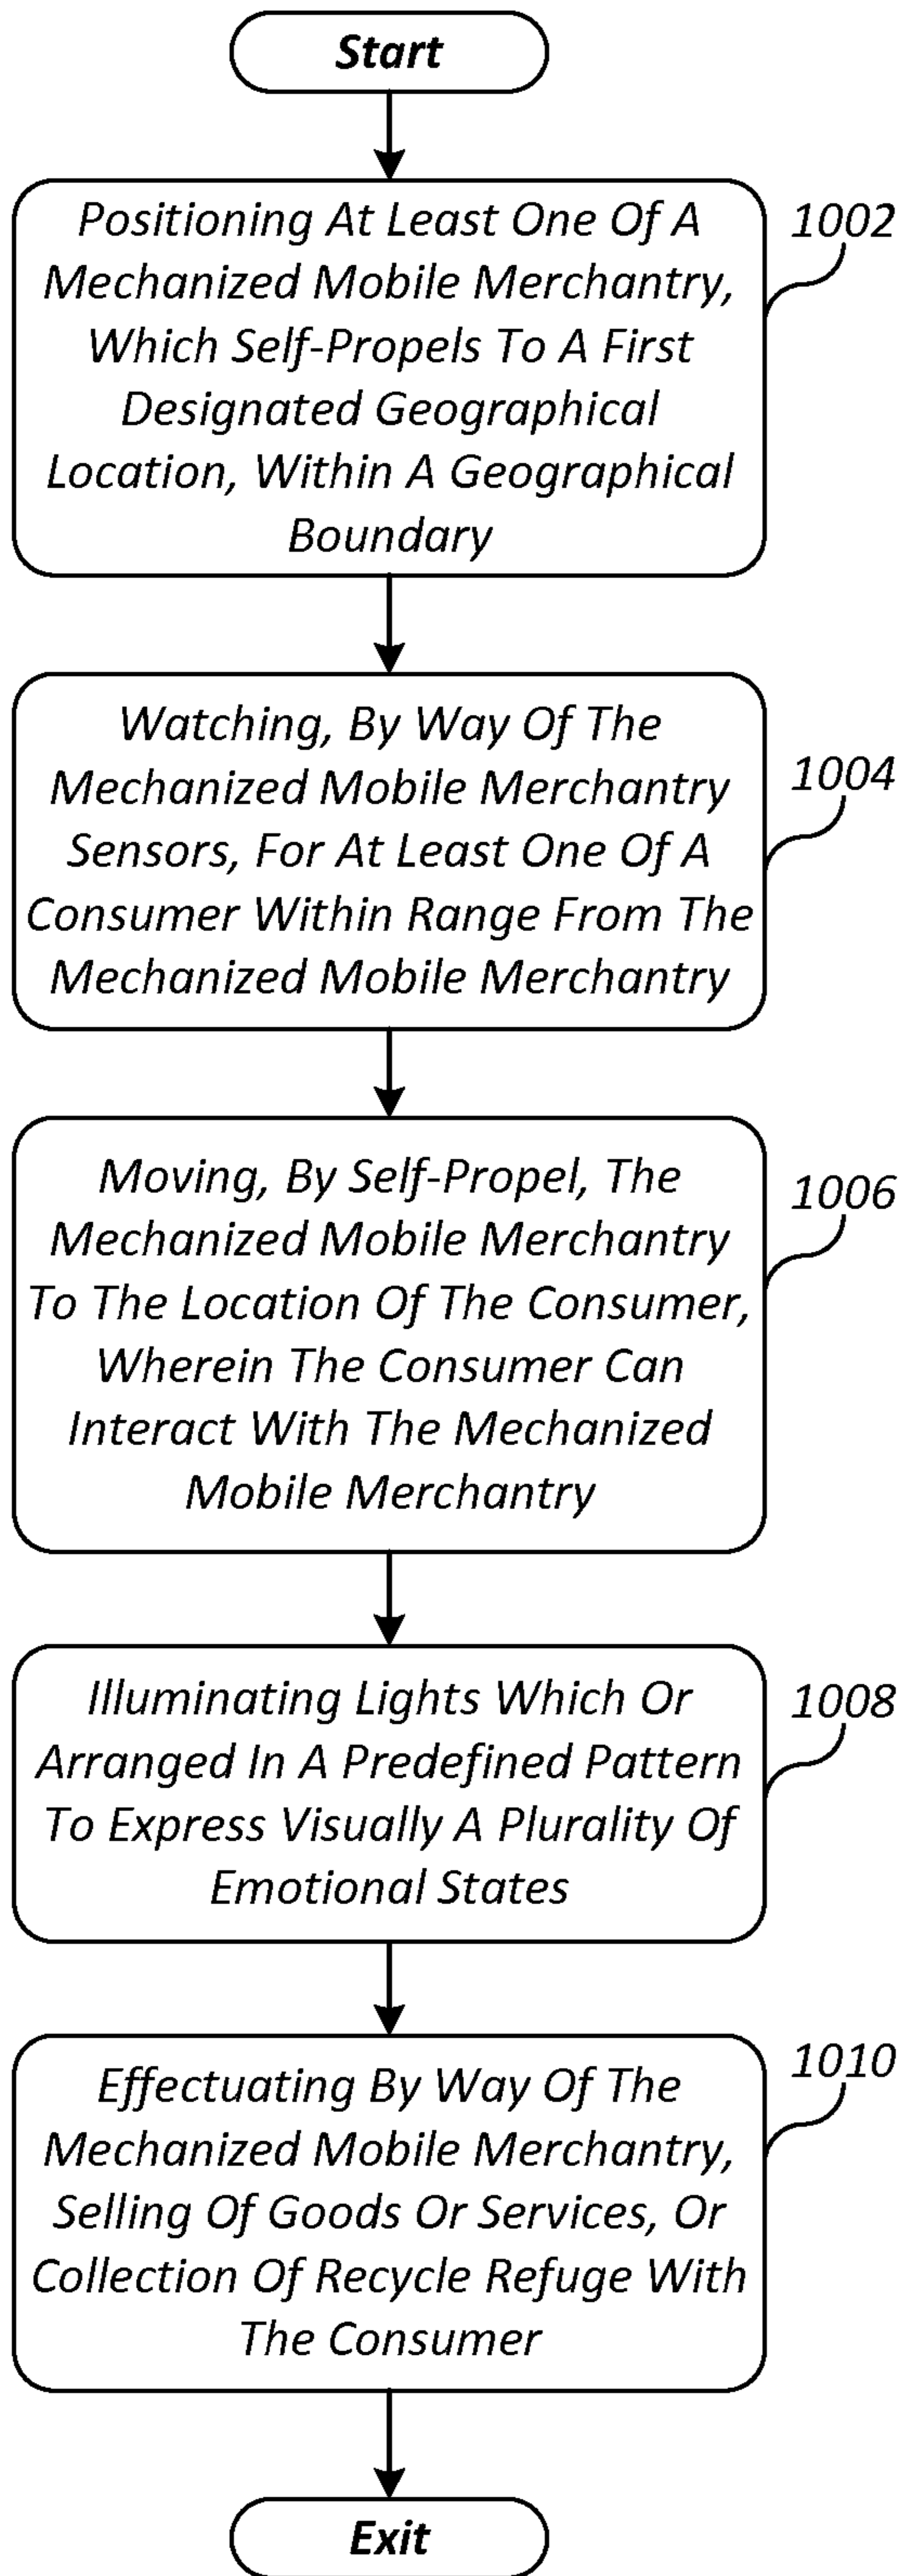 Start
Positioning At Least One Of A
Mechanized Mobile Merchantry,
Which Self-Propels To A First
Designated Geographical
Location, Within A Geographical
Boundary
1002
Watching, By Way Of The
Mechanized Mobile Merchantry
Sensors, For At Least One Of A
Consumer Within Range From The
Mechanized Mobile Merchantry
1004
Moving, By Self-Propel, The
Mechanized Mobile Merchantry
To The Location Of The Consumer,
Wherein The Consumer Can
Interact With The Mechanized
Mobile Merchantry
1006
Illuminating Lights Which Or
Arranged In A Predefined Pattern
To Express Visually A Plurality Of
Emotional States
1008
Effectuating By Way Of The
Mechanized Mobile Merchantry,
Selling Of Goods Or Services, Or
Collection Of Recycle Refuge With
The Consumer
1010
Exit